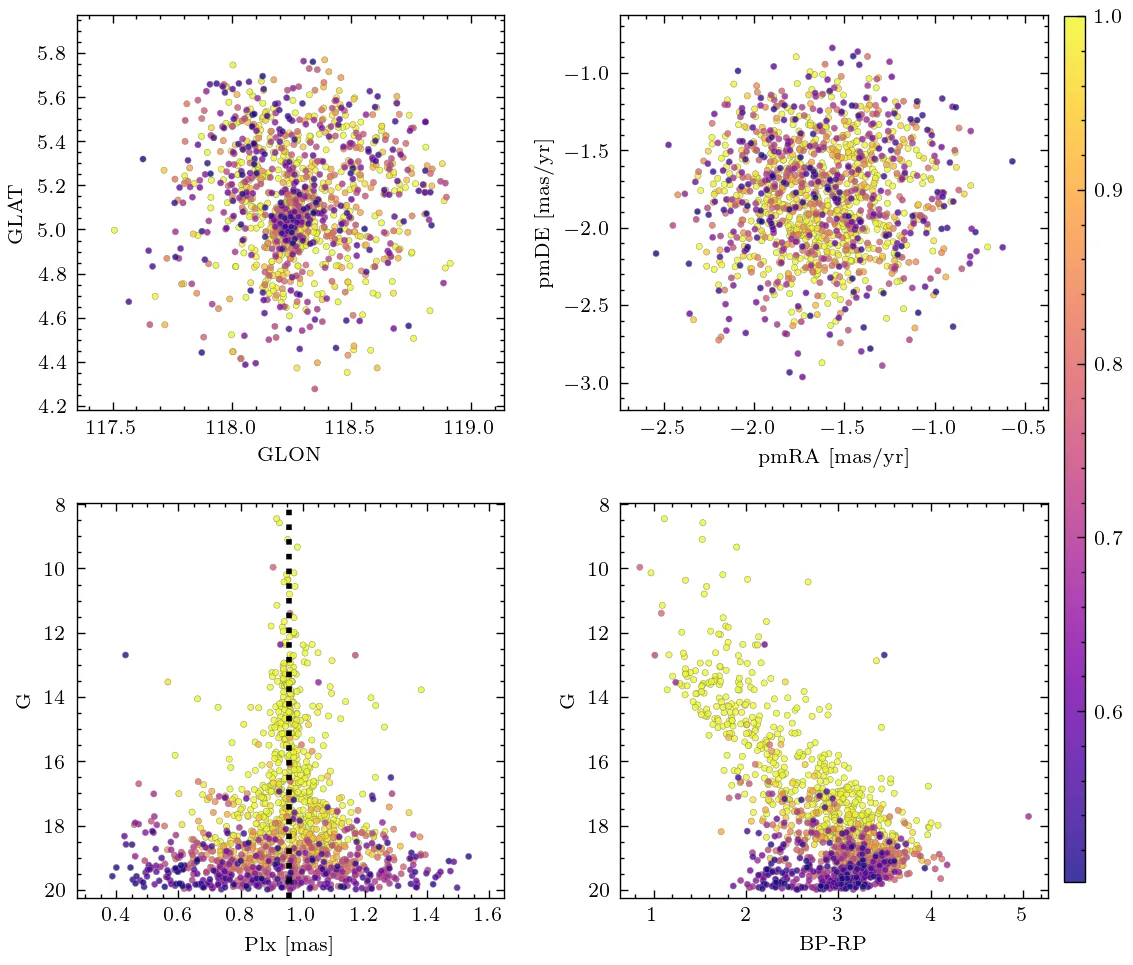 5.8
5.6
5.4
5.2
5.0
4.8
4.6
4.4
4.2
GLAT
117.5 118.0 118.5 119.0
GLON
−1.0
−1.5
−2.0
−2.5
−3.0
pmDE [mas/yr]
−2.5 −2.0 −1.5 −1.0 −0.5
pmRA [mas/yr]
8
10
12
14
16
18
20
G
0.4 0.6 0.8 1.0 1.2 1.4 1.6
Plx [mas]
8
10
12
14
16
18
20
G
1 2 3 4 5
BP-RP
1.0
0.9
0.8
0.7
0.6